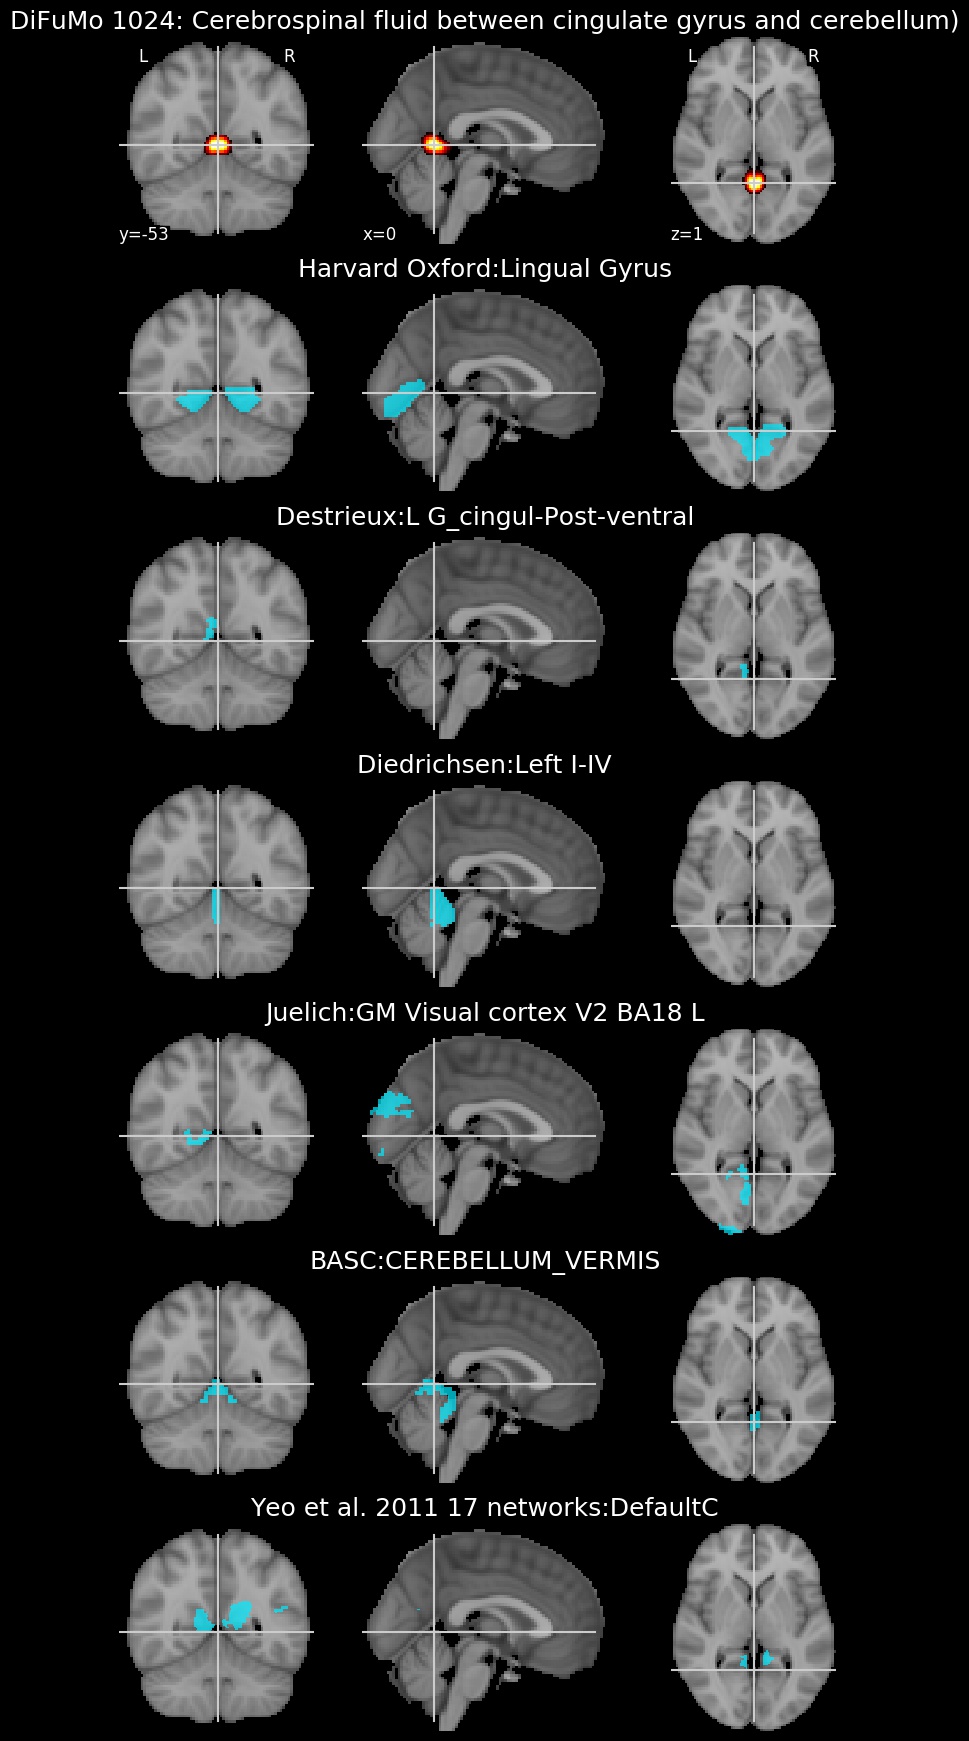 DiFuMo 1024: Cerebrospinal fluid between cingulate gyrus and cerebellum)
L R L R
y=-53 x=0 z=1
Harvard Oxford:Lingual Gyrus
Destrieux:L G_cingul-Post-ventral
Diedrichsen:Left I-IV
Juelich:GM Visual cortex V2 BA18 L
BASC:CEREBELLUM_VERMIS
Yeo et al. 2011 17 networks:DefaultC